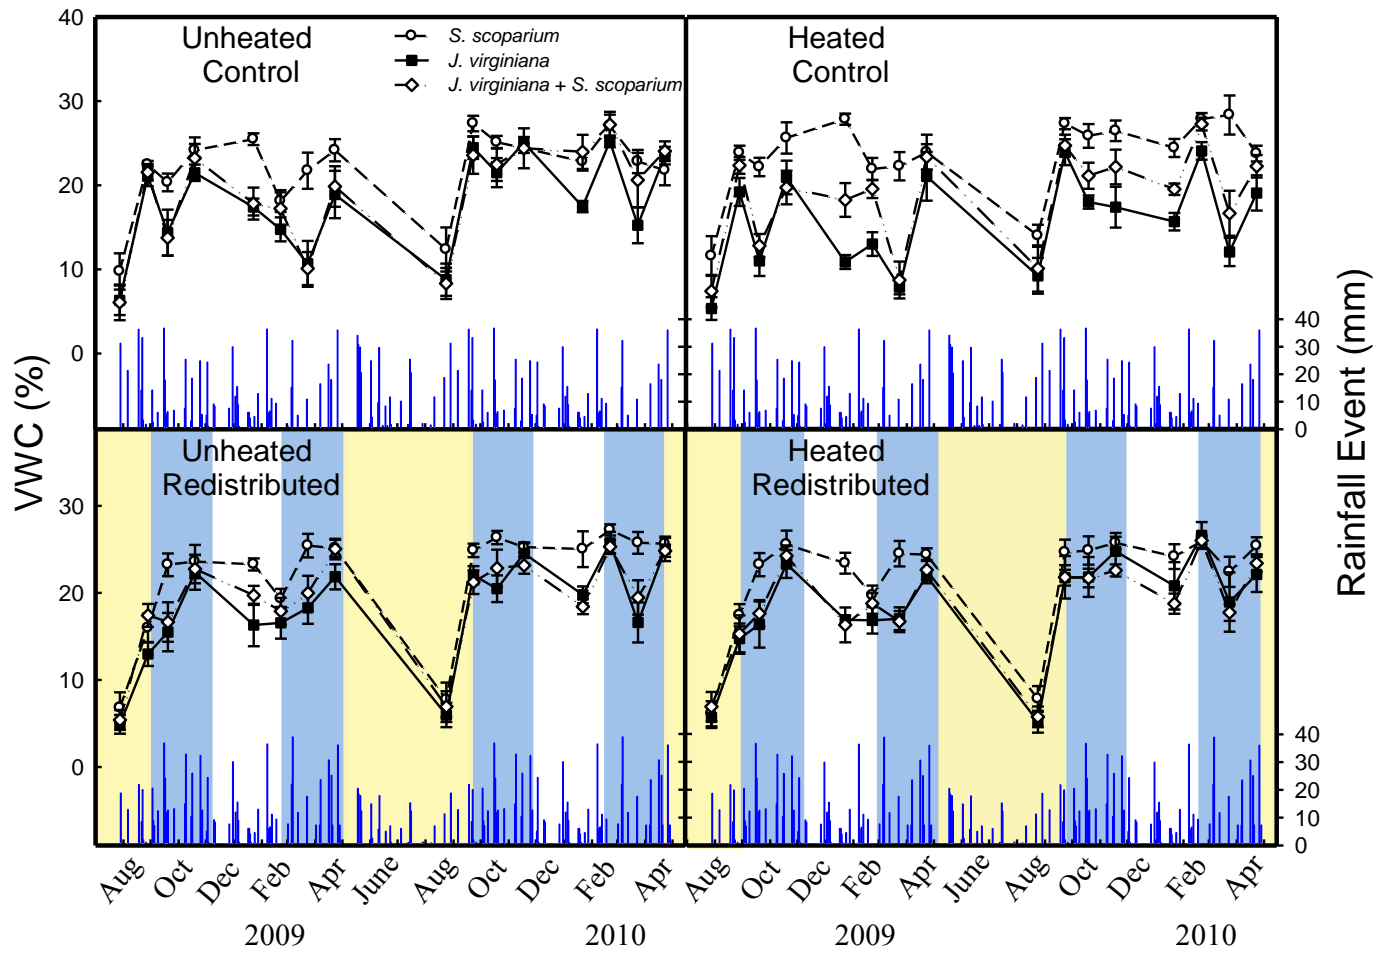 40
30
20
10
0
VWC (%)
Unheated
Control
S. scoparium
J. virginiana
J. virginiana + S. scoparium
Heated
Control
40
30
20
10
0
Rainfall Event (mm)
Unheated
Redistributed
Heated
Redistributed
30
20
10
0
40
30
20
10
0
Aug Oct Dec Feb Apr June Aug Oct Dec Feb Apr
Aug Oct Dec Feb Apr June Aug Oct Dec Feb Apr
2009 2010 2009 2010